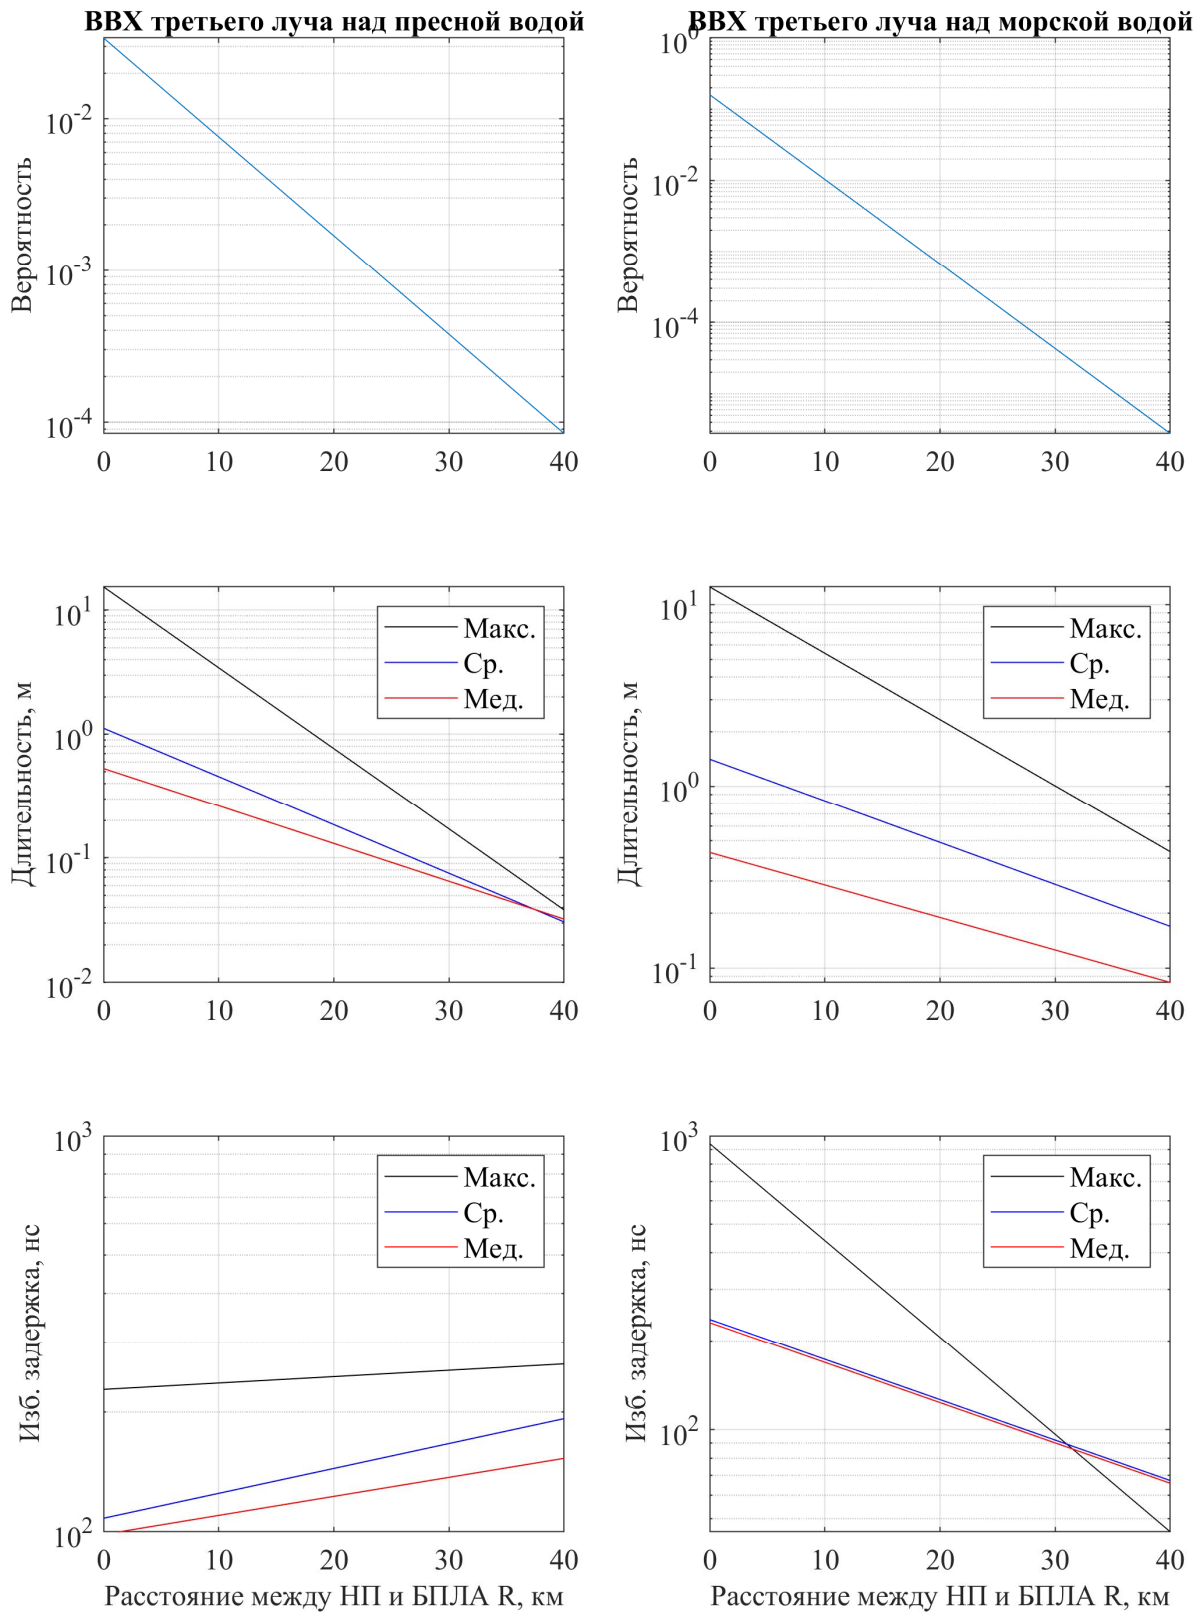 ВВХ третьего луча над пресной водой
Вероятность
10^-2
10^-3
10^-4
0 10 20 30 40
ВВХ третьего луча над морской водой
Вероятность
10^0
10^-2
10^-4
0 10 20 30 40
Длительность, м
10^1
10^0
10^-1
10^-2
Макс.
Ср.
Мед.
0 10 20 30 40
Длительность, м
10^1
10^0
10^-1
Макс.
Ср.
Мед.
0 10 20 30 40
Изб. задержка, нс
10^3
10^2
Макс.
Ср.
Мед.
0 10 20 30 40
Расстояние между НП и БПЛА R, км
Изб. задержка, нс
10^3
10^2
Макс.
Ср.
Мед.
0 10 20 30 40
Расстояние между НП и БПЛА R, км